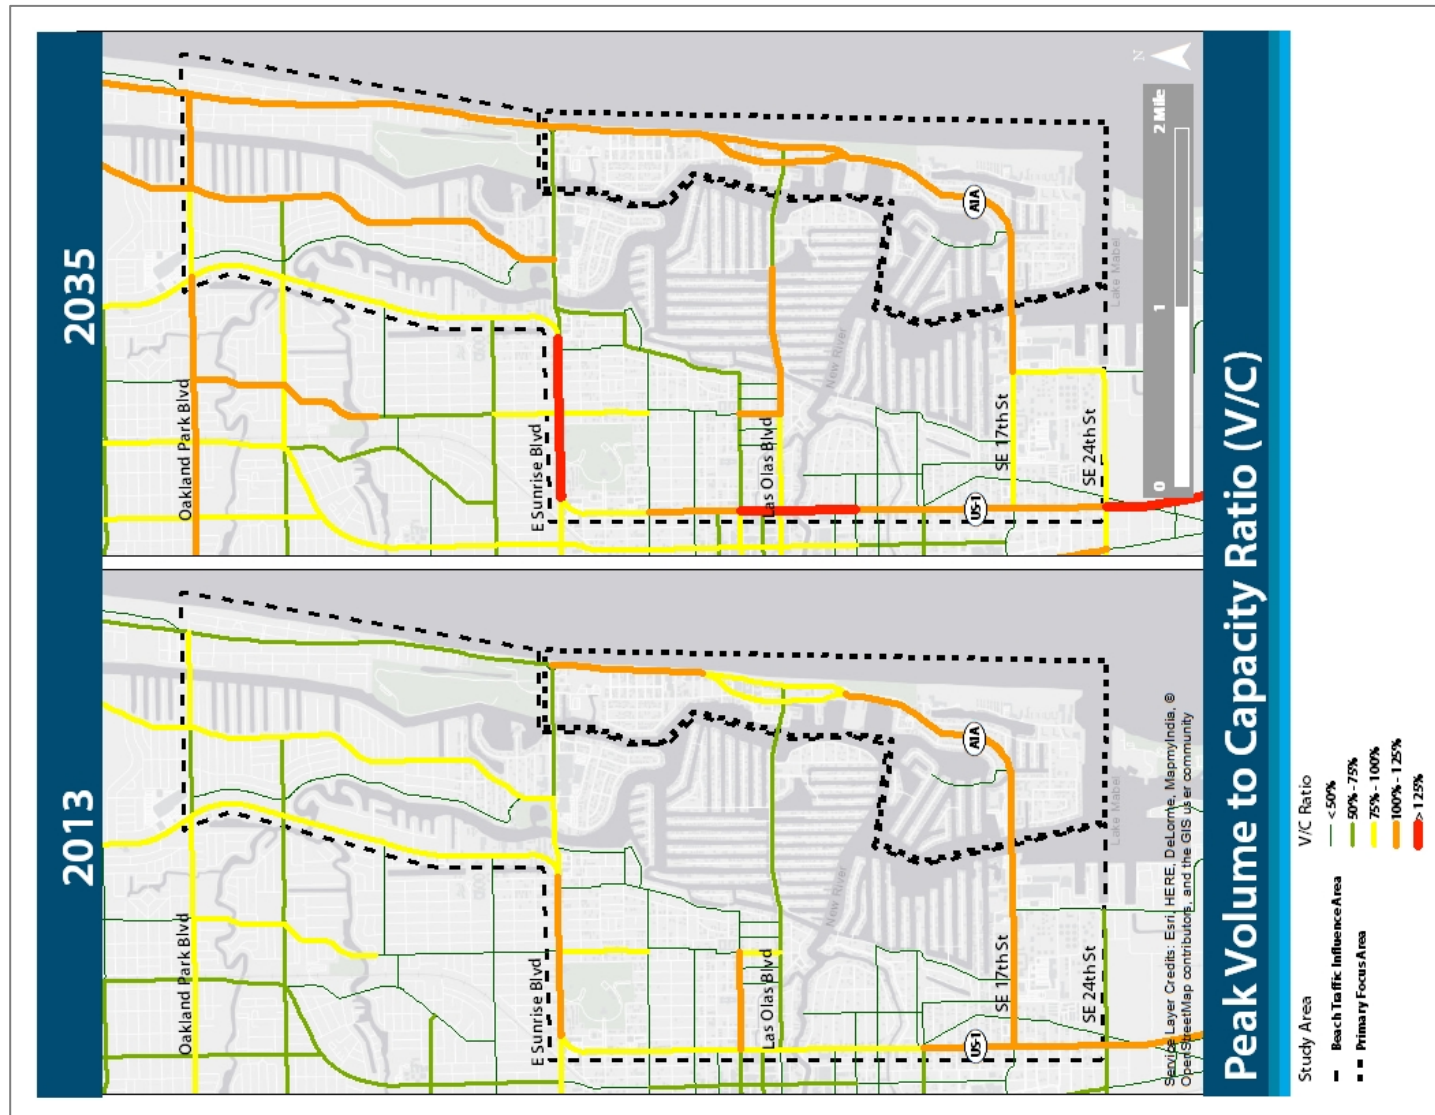 2013
2035
Oakland Park Blvd
E Sunrise Blvd
Las Olas Blvd
New River
A1A
SE 17th St
US-1
SE 24th St
Lake Mabel
Service Layer Credits: Esri, HERE, DeLorme, MapmyIndia, ©
OpenStreetMap contributors, and the GIS user community
Oakland Park Blvd
E Sunrise Blvd
Las Olas Blvd
New River
A1A
SE 17th St
US-1
SE 24th St
Lake Mabel
N
0 1 2 Mile
Peak Volume to Capacity Ratio (V/C)
Study Area
Beach Traffic Influence Area
Primary Focus Area
V/C Ratio
<50%
50% - 75%
75% - 100%
100% - 125%
> 125%